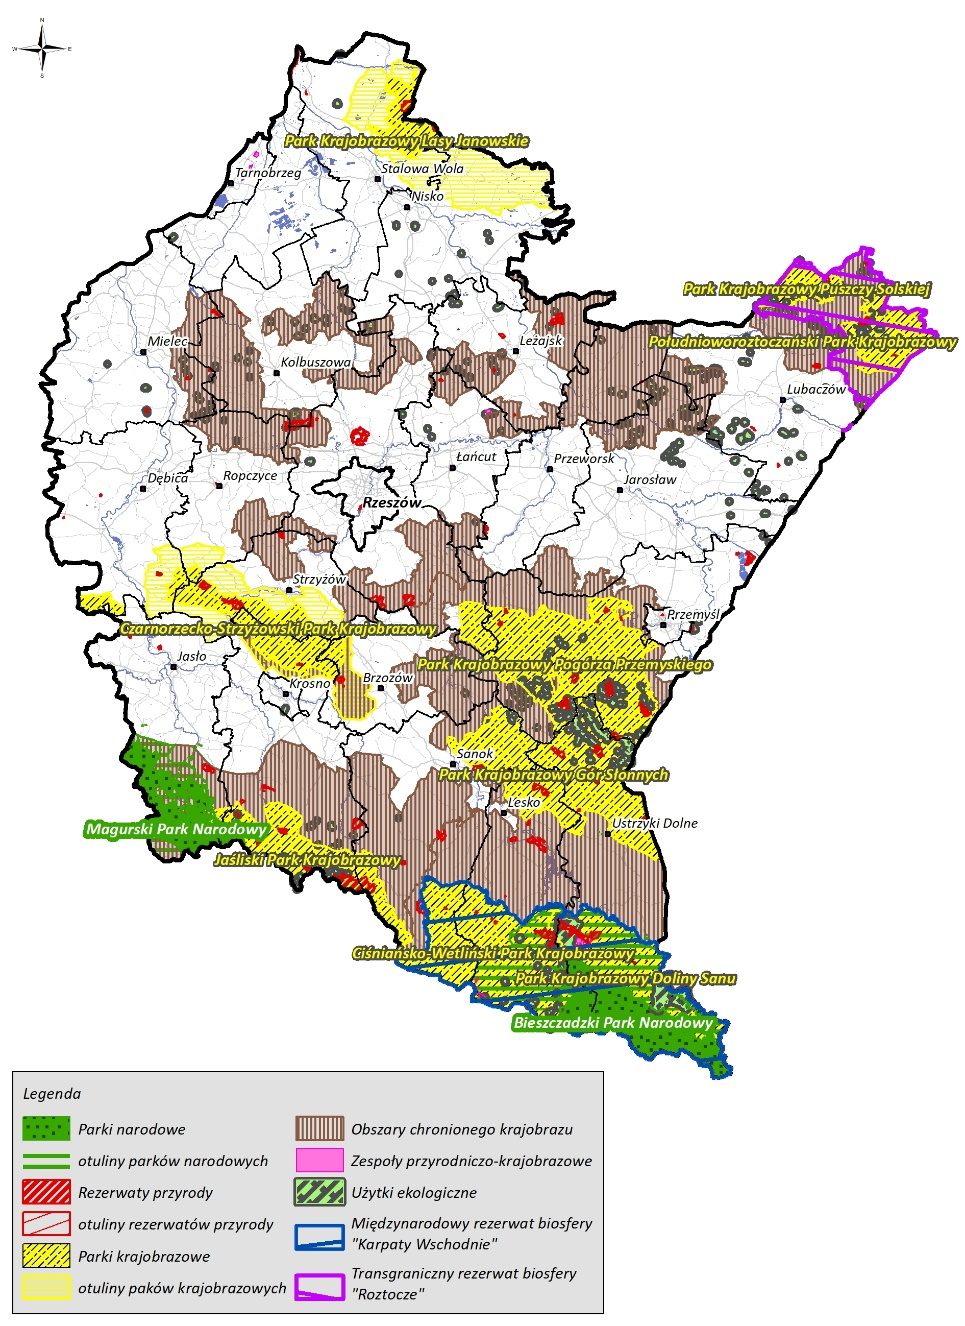 N
W E
S
Park Krajobrazowy Lasy Janowskie
Stalowa Wola
Tarnobrzeg
Nisko
Park Krajobrazowy Puszczy Solskiej
Południoworoztoczański Park Krajobrazowy
Mielec
Leżajsk
Kolbuszowa
Lubaczów
Łańcut
Przeworsk
Dębica
Ropczyce
Jarosław
Rzeszów
Strzyżów
Przemyśl
Czarnorzecko-Strzyżowski Park Krajobrazowy
Jasło
Park Krajobrazowy Pogórza Przemyskiego
Krosno
Brzozów
Sanok
Park Krajobrazowy Gór Słonnych
Lesko
Ustrzyki Dolne
Magurski Park Narodowy
Jaśliski Park Krajobrazowy
Ciśniańsko-Wetliński Park Krajobrazowy
Park Krajobrazowy Doliny Sanu
Bieszczadzki Park Narodowy
Legenda
Parki narodowe
otuliny parków narodowych
Rezerwaty przyrody
otuliny rezerwatów przyrody
Parki krajobrazowe
otuliny paków krajobrazowych
Obszary chronionego krajobrazu
Zespoły przyrodniczo-krajobrazowe
Użytki ekologiczne
Międzynarodowy rezerwat biosfery
"Karpaty Wschodnie"
Transgraniczny rezerwat biosfery
"Roztocze"